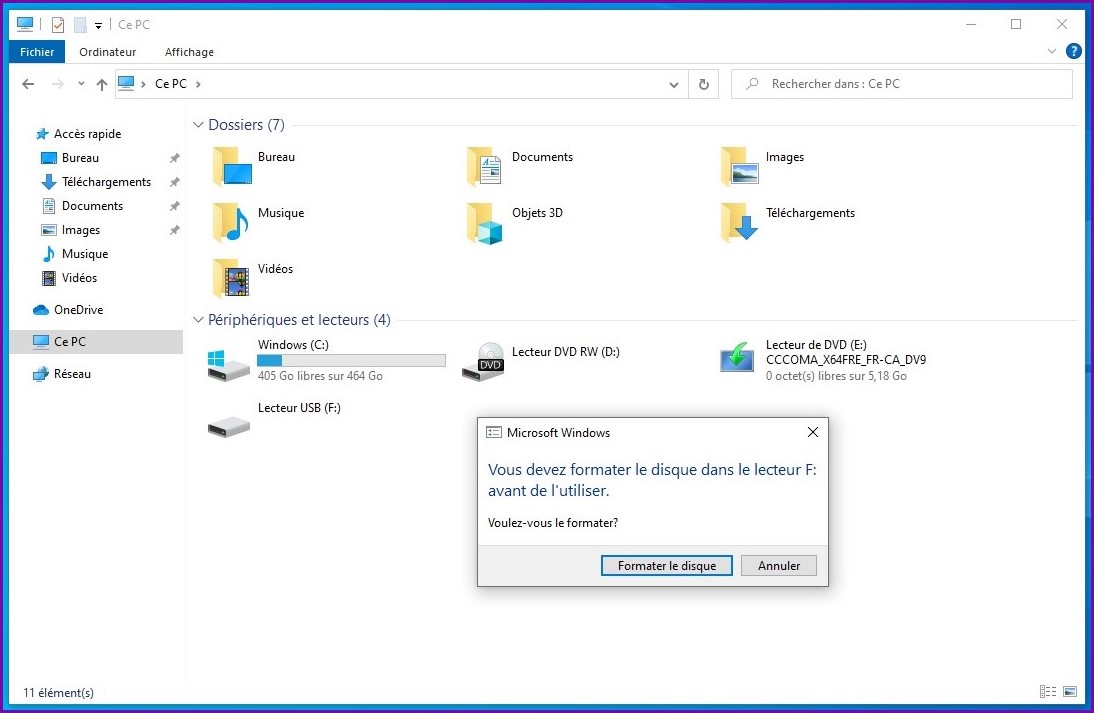 Ce PC
Fichier
Ordinateur
Affichage
?
Ce PC
Rechercher dans : Ce PC
Accès rapide
Bureau
Téléchargements
Documents
Images
Musique
Vidéos
OneDrive
Ce PC
Réseau
Dossiers (7)
Bureau
Documents
Images
Musique
Objets 3D
Téléchargements
Vidéos
Périphériques et lecteurs (4)
Windows (C:)
405 Go libres sur 464 Go
DVD
Lecteur DVD RW (D:)
Lecteur de DVD (E:)
CCCOMA_X64FRE_FR-CA_DV9
0 octet(s) libres sur 5,18 Go
Lecteur USB (F:)
Microsoft Windows
Vous devez formater le disque dans le lecteur F:
avant de l'utiliser.
Voulez-vous le formater?
Formater le disque
Annuler
11 élément(s)